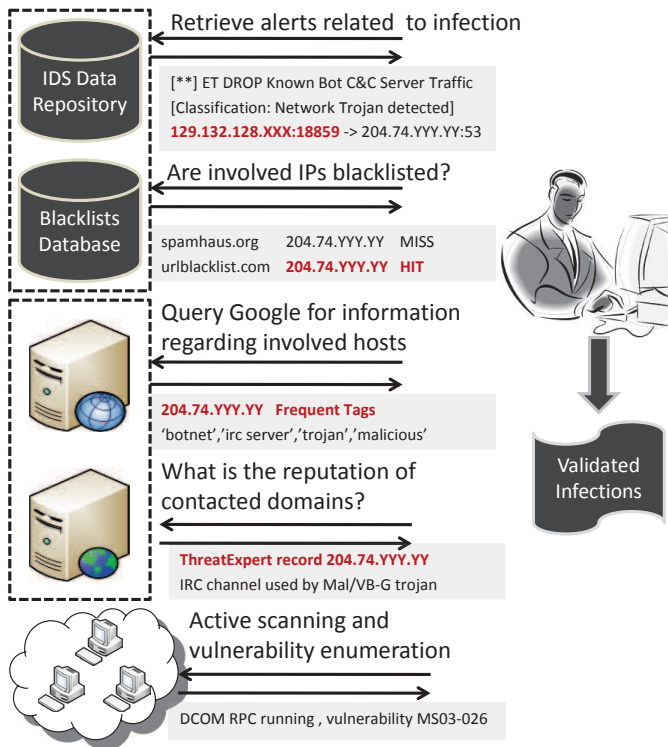 Retrieve alerts related to infection
IDS Data
Repository
[**] ET DROP Known Bot C&C Server Traffic
[Classification: Network Trojan detected]
129.132.128.XXX:18859 -> 204.74.YYY.YY:53
Are involved IPs blacklisted?
Blacklists
Database
spamhaus.org 204.74.YYY.YY MISS
urlblacklist.com 204.74.YYY.YY HIT
Query Google for information
regarding involved hosts
204.74.YYY.YY Frequent Tags
‘botnet’,’irc server’,’trojan’,’malicious’
What is the reputation of
contacted domains?
ThreatExpert record 204.74.YYY.YY
IRC channel used by Mal/VB-G trojan
Active scanning and
vulnerability enumeration
DCOM RPC running , vulnerability MS03-026
Validated
Infections